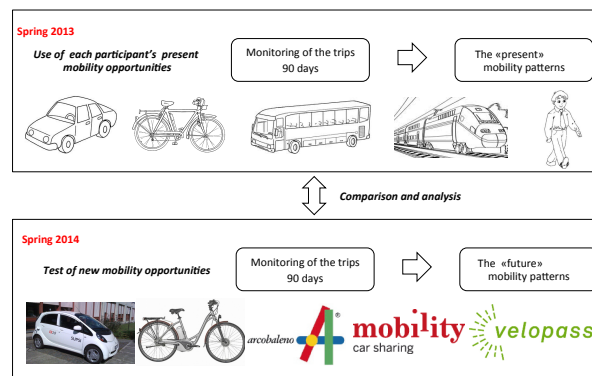 Spring 2013
Use of each participant's present
mobility opportunities
Monitoring of the trips
90 days
The «present»
mobility patterns
Comparison and analysis
Spring 2014
Test of new mobility opportunities
Monitoring of the trips
90 days
The «future»
mobility patterns
arcobaleno
mobility
car sharing
velopass